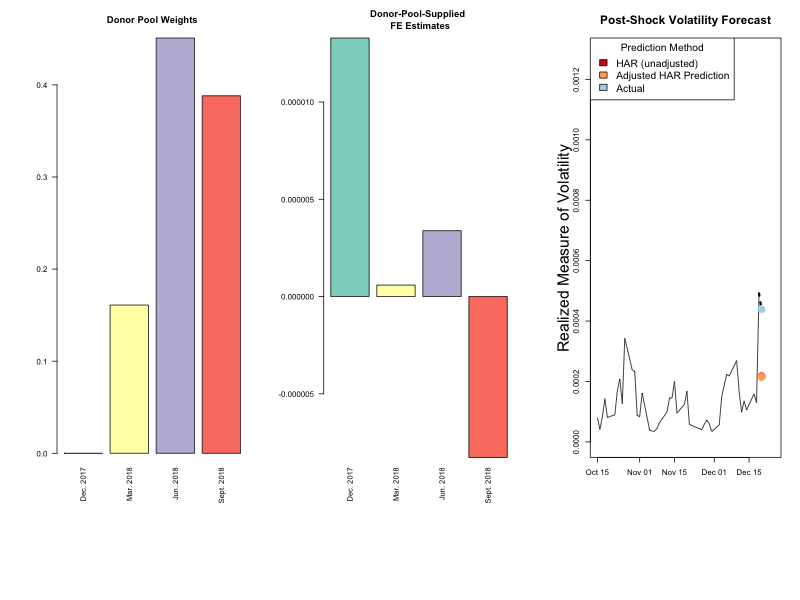 Donor Pool Weights
0.4
0.3
0.2
0.1
0.0
Dec. 2017
Mar. 2018
Jun. 2018
Sept. 2018
Donor-Pool-Supplied
FE Estimates
0.000010
0.000005
0.000000
-0.000005
Dec. 2017
Mar. 2018
Jun. 2018
Sept. 2018
Post-Shock Volatility Forecast
Prediction Method
HAR (unadjusted)
Adjusted HAR Prediction
Actual
Realized Measure of Volatility
0.0012
0.0010
0.0008
0.0006
0.0004
0.0002
0.0000
Oct 15
Nov 01
Nov 15
Dec 01
Dec 15